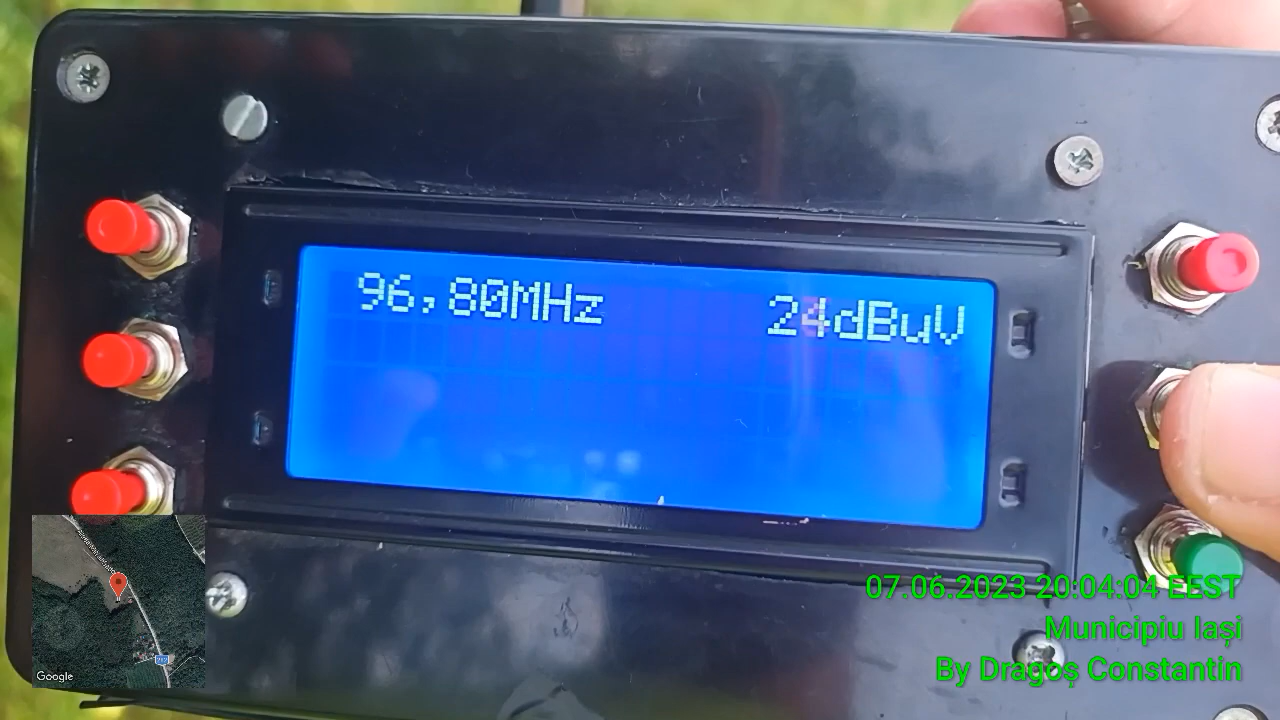 96,80MHz 24dBuV
07.06.2023 20:04:04 EEST
Municipiu Iași
By Dragoș Constantin
Google